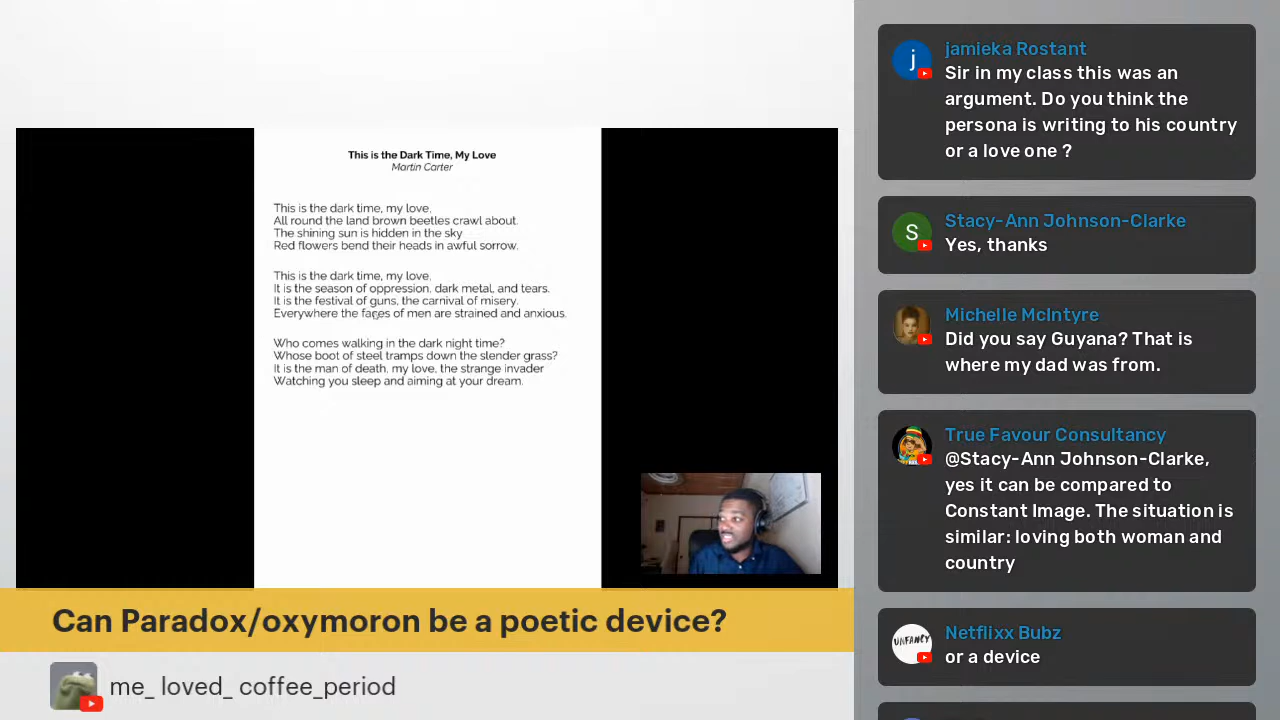 This is the Dark Time, My Love
Martin Carter
This is the dark time, my love,
All round the land brown beetles crawl about.
The shining sun is hidden in the sky
Red flowers bend their heads in awful sorrow.
This is the dark time, my love,
It is the season of oppression, dark metal, and tears.
It is the festival of guns, the carnival of misery.
Everywhere the faces of men are strained and anxious.
Who comes walking in the dark night time?
Whose boot of steel tramps down the slender grass?
It is the man of death, my love, the strange invader
Watching you sleep and aiming at your dream.
Can Paradox/oxymoron be a poetic device?
me_ loved_ coffee_period
j
jamieka Rostant
Sir in my class this was an
argument. Do you think the
persona is writing to his country
or a love one ?
S
Stacy-Ann Johnson-Clarke
Yes, thanks
Michelle McIntyre
Did you say Guyana? That is
where my dad was from.
True Favour Consultancy
@Stacy-Ann Johnson-Clarke,
yes it can be compared to
Constant Image. The situation is
similar: loving both woman and
country
UNFANCY
Netflixx Bubz
or a device